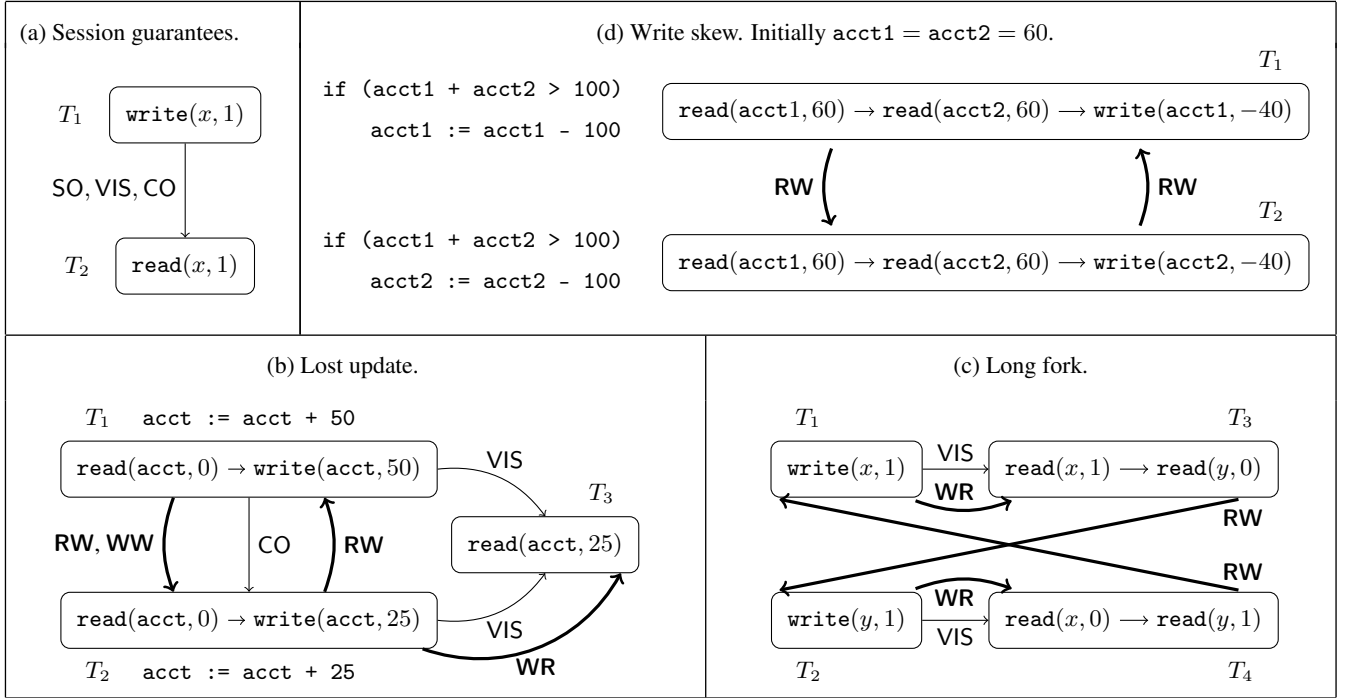 (a) Session guarantees.
T₁ write(x, 1)
SO, VIS, CO
T₂ read(x, 1)
(d) Write skew. Initially acct1 = acct2 = 60.
T₁
if (acct1 + acct2 > 100)
acct1 := acct1 - 100
read(acct1, 60) → read(acct2, 60) → write(acct1, −40)
RW RW
T₂
if (acct1 + acct2 > 100)
acct2 := acct2 - 100
read(acct1, 60) → read(acct2, 60) → write(acct2, −40)
(b) Lost update.
T₁ acct := acct + 50
read(acct, 0) → write(acct, 50)
VIS
T₃
read(acct, 25)
RW, WW CO RW
read(acct, 0) → write(acct, 25)
VIS
WR
T₂ acct := acct + 25
(c) Long fork.
T₁ T₃
write(x, 1) VIS read(x, 1) → read(y, 0)
WR
RW
RW
write(y, 1) WR read(x, 0) → read(y, 1)
VIS
T₂ T₄